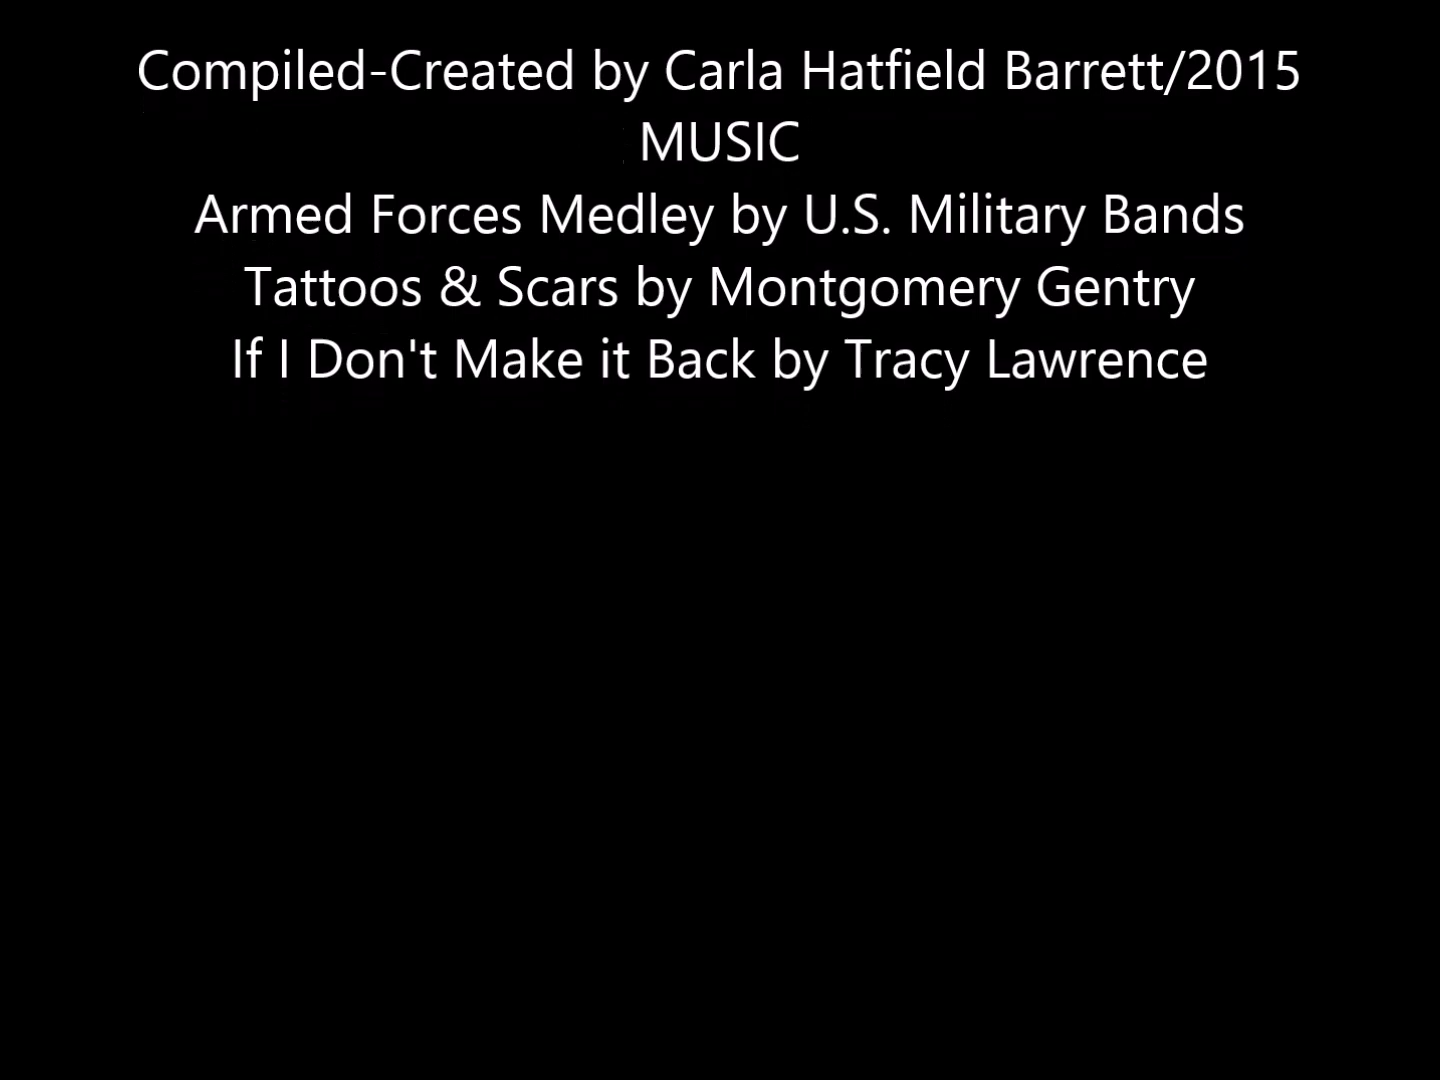 Compiled-Created by Carla Hatfield Barrett/2015
MUSIC
Armed Forces Medley by U.S. Military Bands
Tattoos & Scars by Montgomery Gentry
If I Don't Make it Back by Tracy Lawrence